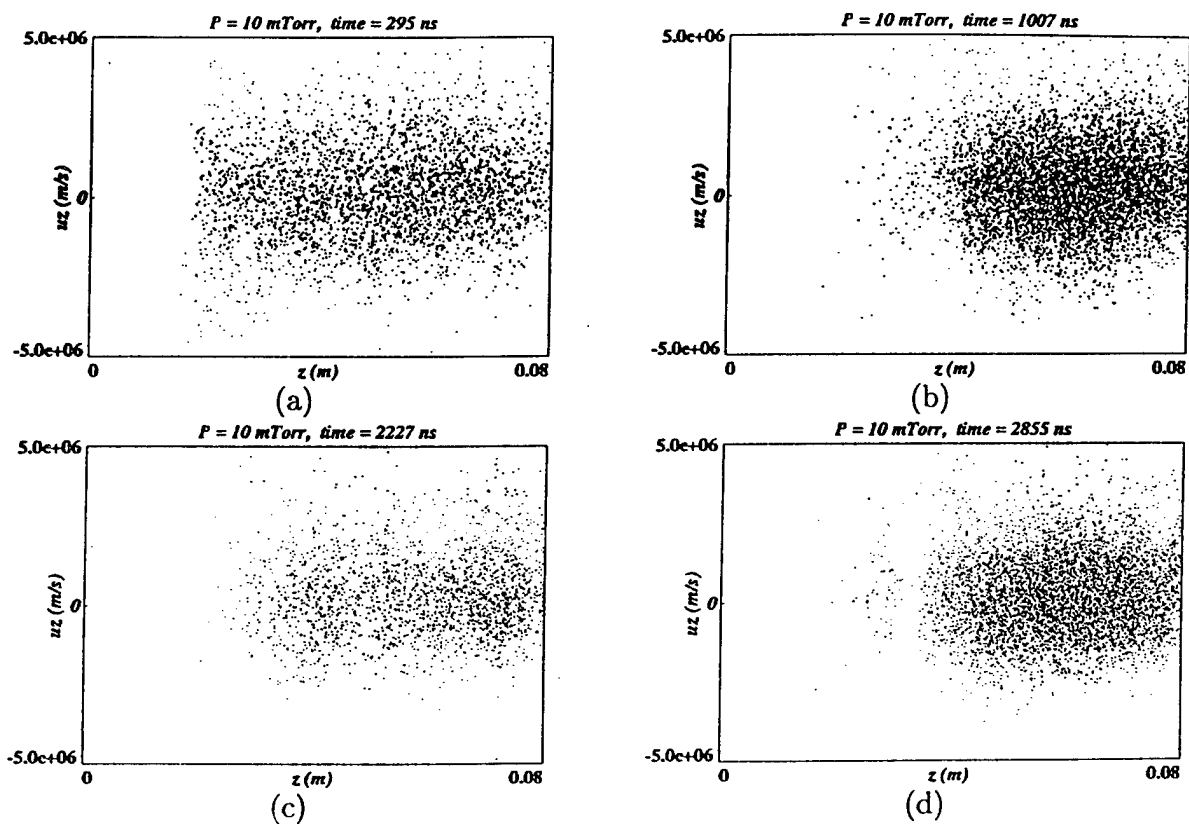 P = 10 mTorr, time = 295 ns
5.0e+06
uz (m/s)
0
-5.0e+06
0
z (m)
0.08
(a)
P = 10 mTorr, time = 1007 ns
5.0e+06
uz (m/s)
0
-5.0e+06
0
z (m)
0.08
(b)
P = 10 mTorr, time = 2227 ns
5.0e+06
uz (m/s)
0
-5.0e+06
0
z (m)
0.08
(c)
P = 10 mTorr, time = 2855 ns
5.0e+06
uz (m/s)
0
-5.0e+06
0
z (m)
0.08
(d)